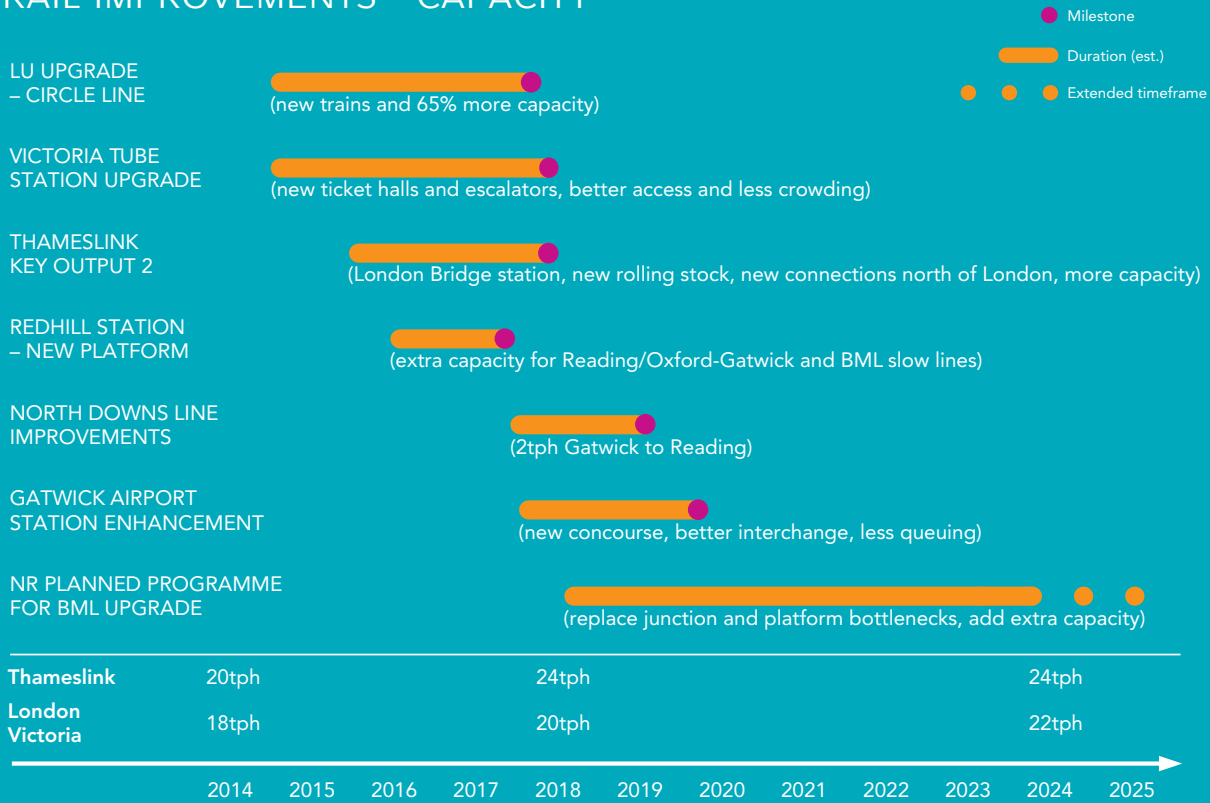 RAIL IMPROVEMENTS – CAPACITY
Milestone
Duration (est.)
Extended timeframe
LU UPGRADE
– CIRCLE LINE
(new trains and 65% more capacity)
VICTORIA TUBE
STATION UPGRADE
(new ticket halls and escalators, better access and less crowding)
THAMESLINK
KEY OUTPUT 2
(London Bridge station, new rolling stock, new connections north of London, more capacity)
REDHILL STATION
– NEW PLATFORM
(extra capacity for Reading/Oxford-Gatwick and BML slow lines)
NORTH DOWNS LINE
IMPROVEMENTS
(2tph Gatwick to Reading)
GATWICK AIRPORT
STATION ENHANCEMENT
(new concourse, better interchange, less queuing)
NR PLANNED PROGRAMME
FOR BML UPGRADE
(replace junction and platform bottlenecks, add extra capacity)
Thameslink 20tph 24tph 24tph
London
Victoria 18tph 20tph 22tph
2014 2015 2016 2017 2018 2019 2020 2021 2022 2023 2024 2025